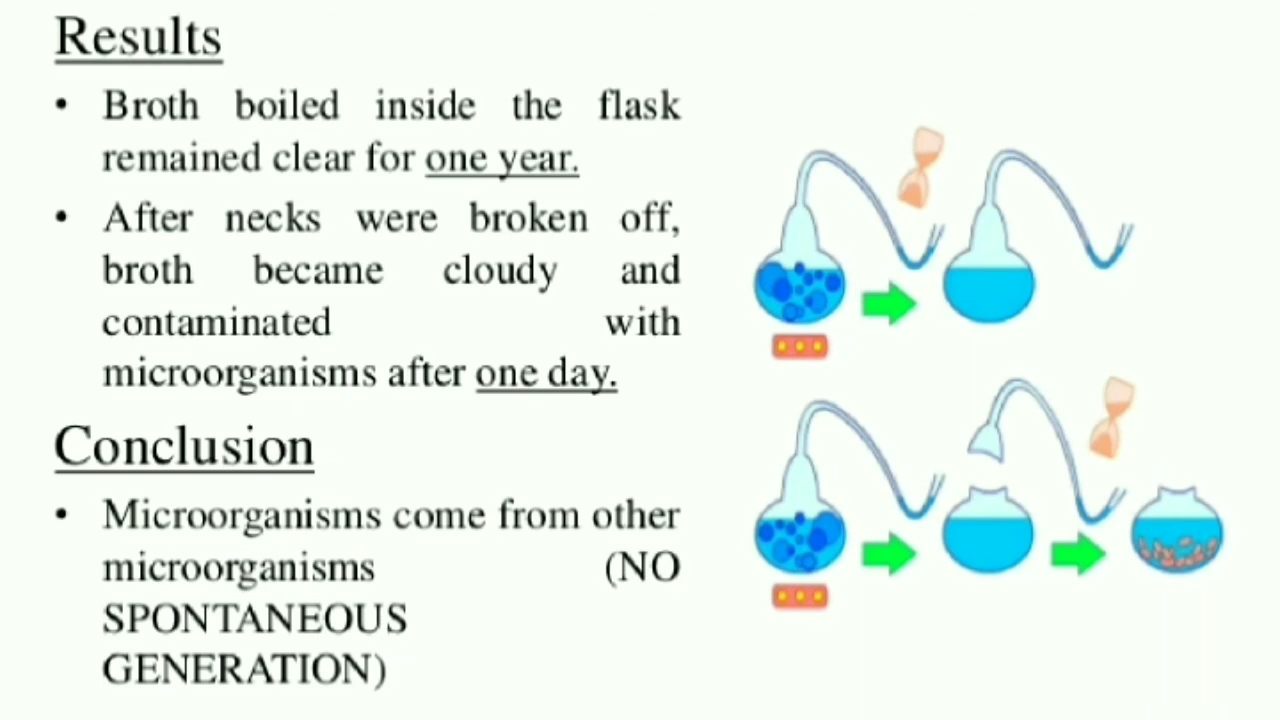 Results
• Broth boiled inside the flask
remained clear for one year.
• After necks were broken off,
broth became cloudy and
contaminated with
microorganisms after one day.
Conclusion
• Microorganisms come from other
microorganisms (NO
SPONTANEOUS
GENERATION)